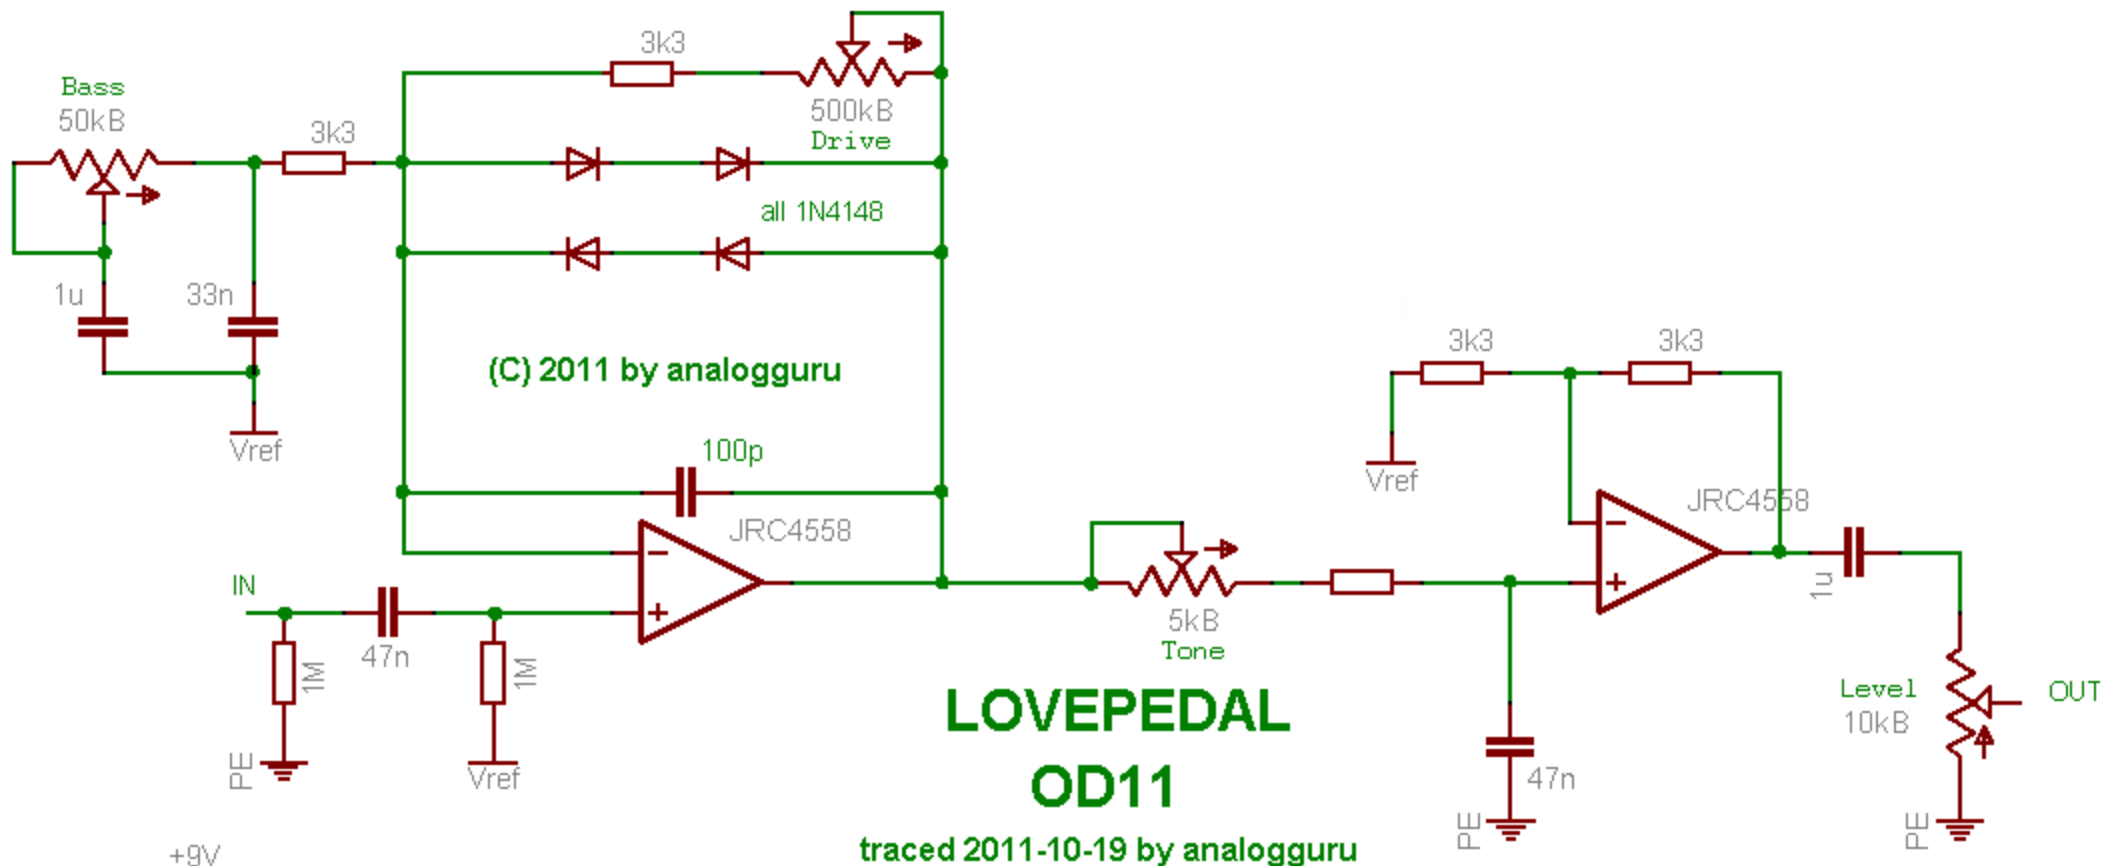 3k3
500kB
Drive
Bass
50kB
3k3
all 1N4148
1u
33n
Vref
(C) 2011 by analogguru
100p
JRC4558
IN
47n
1M
PE
1M
Vref
5kB
Tone
3k3
3k3
Vref
JRC4558
1u
47n
PE
Level
10kB
OUT
PE
LOVEPEDAL
OD11
traced 2011-10-19 by analogguru
+9V